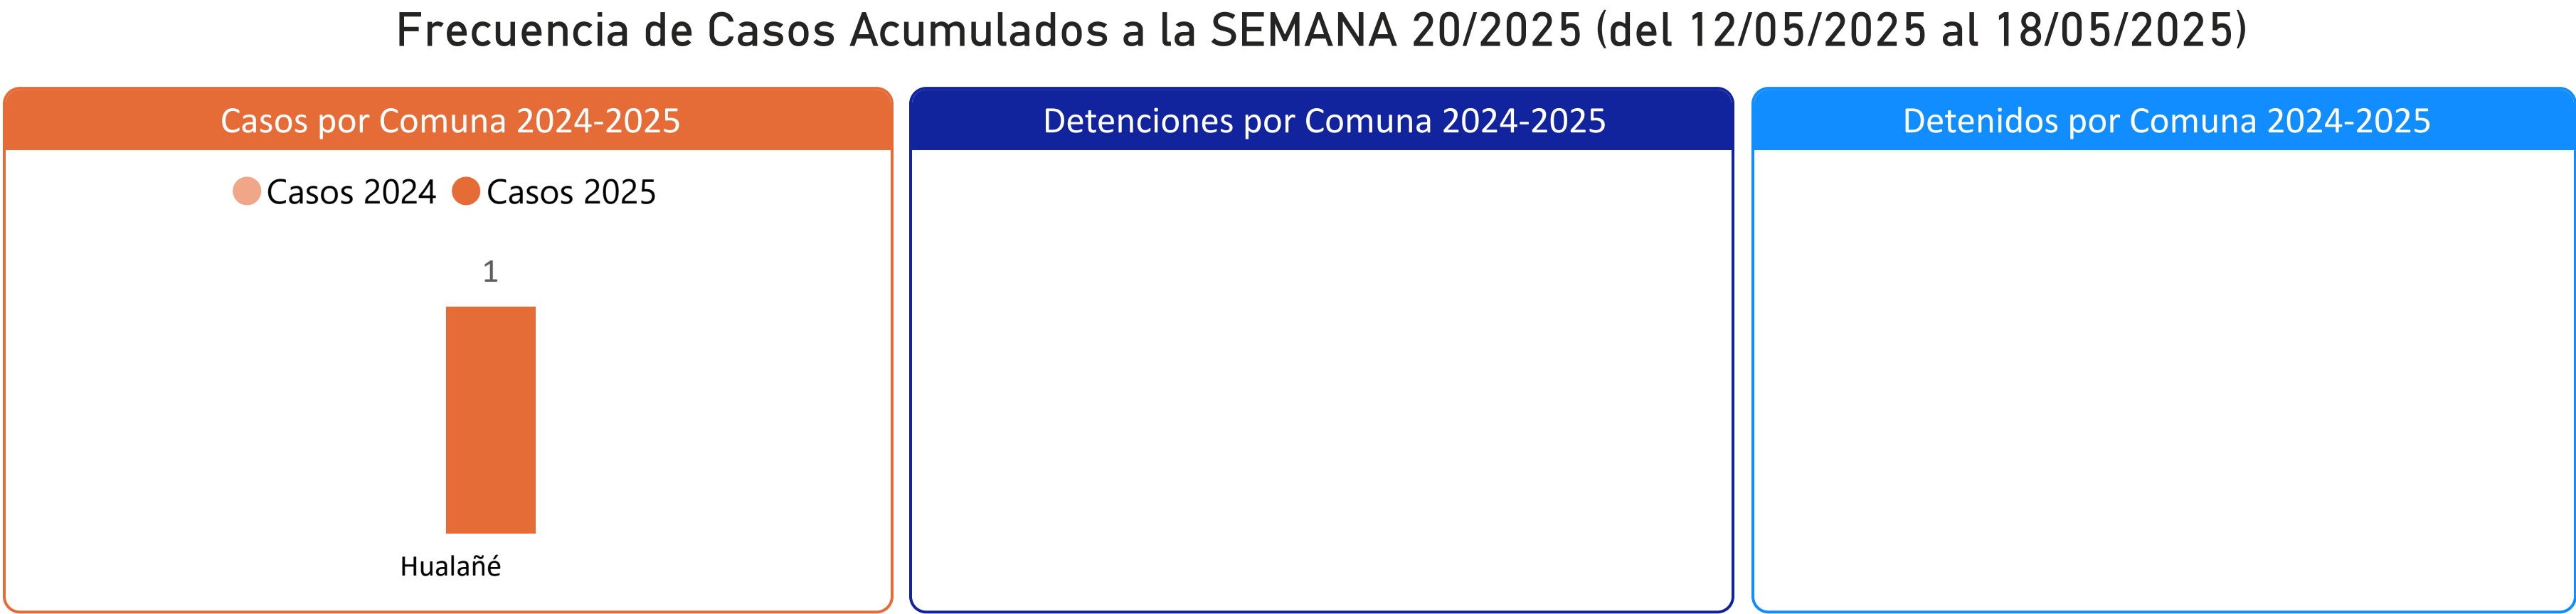 Frecuencia de Casos Acumulados a la SEMANA 20/2025 (del 12/05/2025 al 18/05/2025)
Casos por Comuna 2024-2025
Casos 2024 Casos 2025
1
Hualañé
Detenciones por Comuna 2024-2025
Detenidos por Comuna 2024-2025